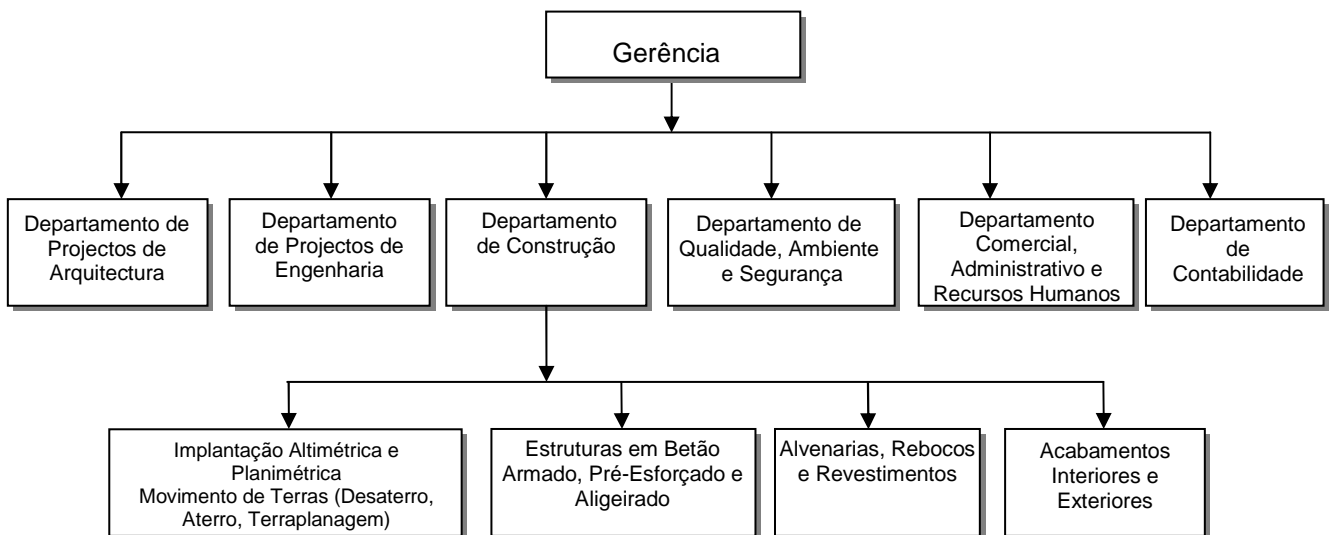 Gerência
Departamento de
Projectos de
Arquitectura
Departamento
de Projectos de
Engenharia
Departamento
de Construção
Departamento de
Qualidade, Ambiente
e Segurança
Departamento
Comercial,
Administrativo e
Recursos Humanos
Departamento
de
Contabilidade
Implantação Altimétrica e
Planimétrica
Movimento de Terras (Desaterro,
Aterro, Terraplanagem)
Estruturas em Betão
Armado, Pré-Esforçado e
Aligeirado
Alvenarias, Rebocos
e Revestimentos
Acabamentos
Interiores e
Exteriores